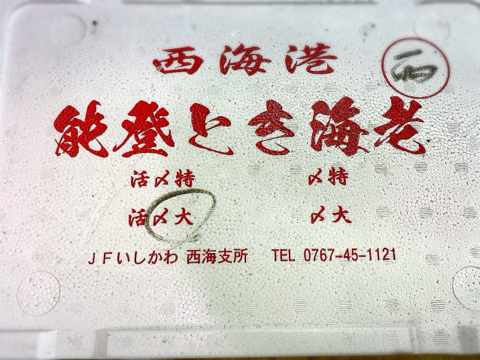 西海港
西
能登とき海老
活〆特 〆特
活〆大 〆大
JFいしかわ 西海支所 TEL 0767-45-1121